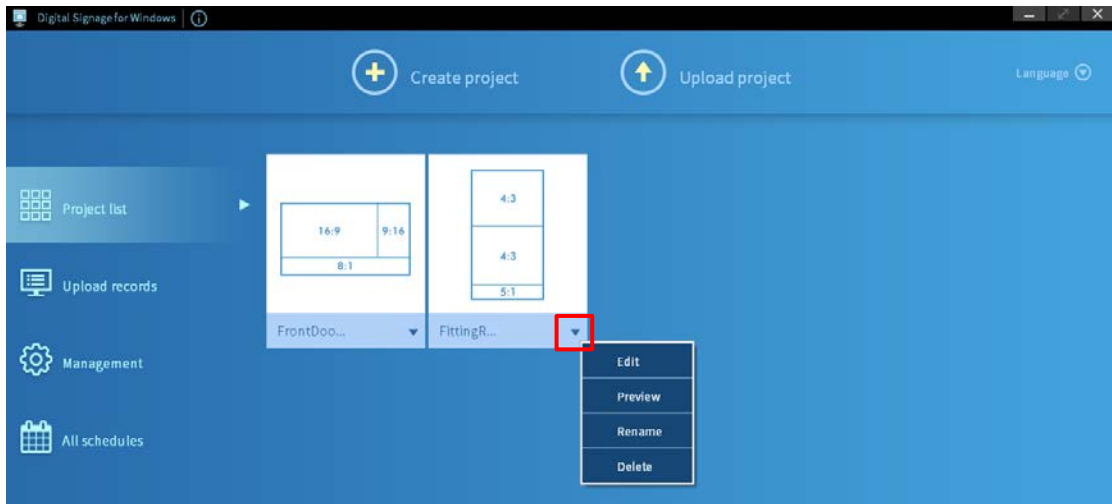 Digital Signage for Windows
Create project
Upload project
Language
Project list
Upload records
Management
All schedules
16:9
9:16
8:1
FrontDoo...
4:3
4:3
5:1
FittingR...
Edit
Preview
Rename
Delete